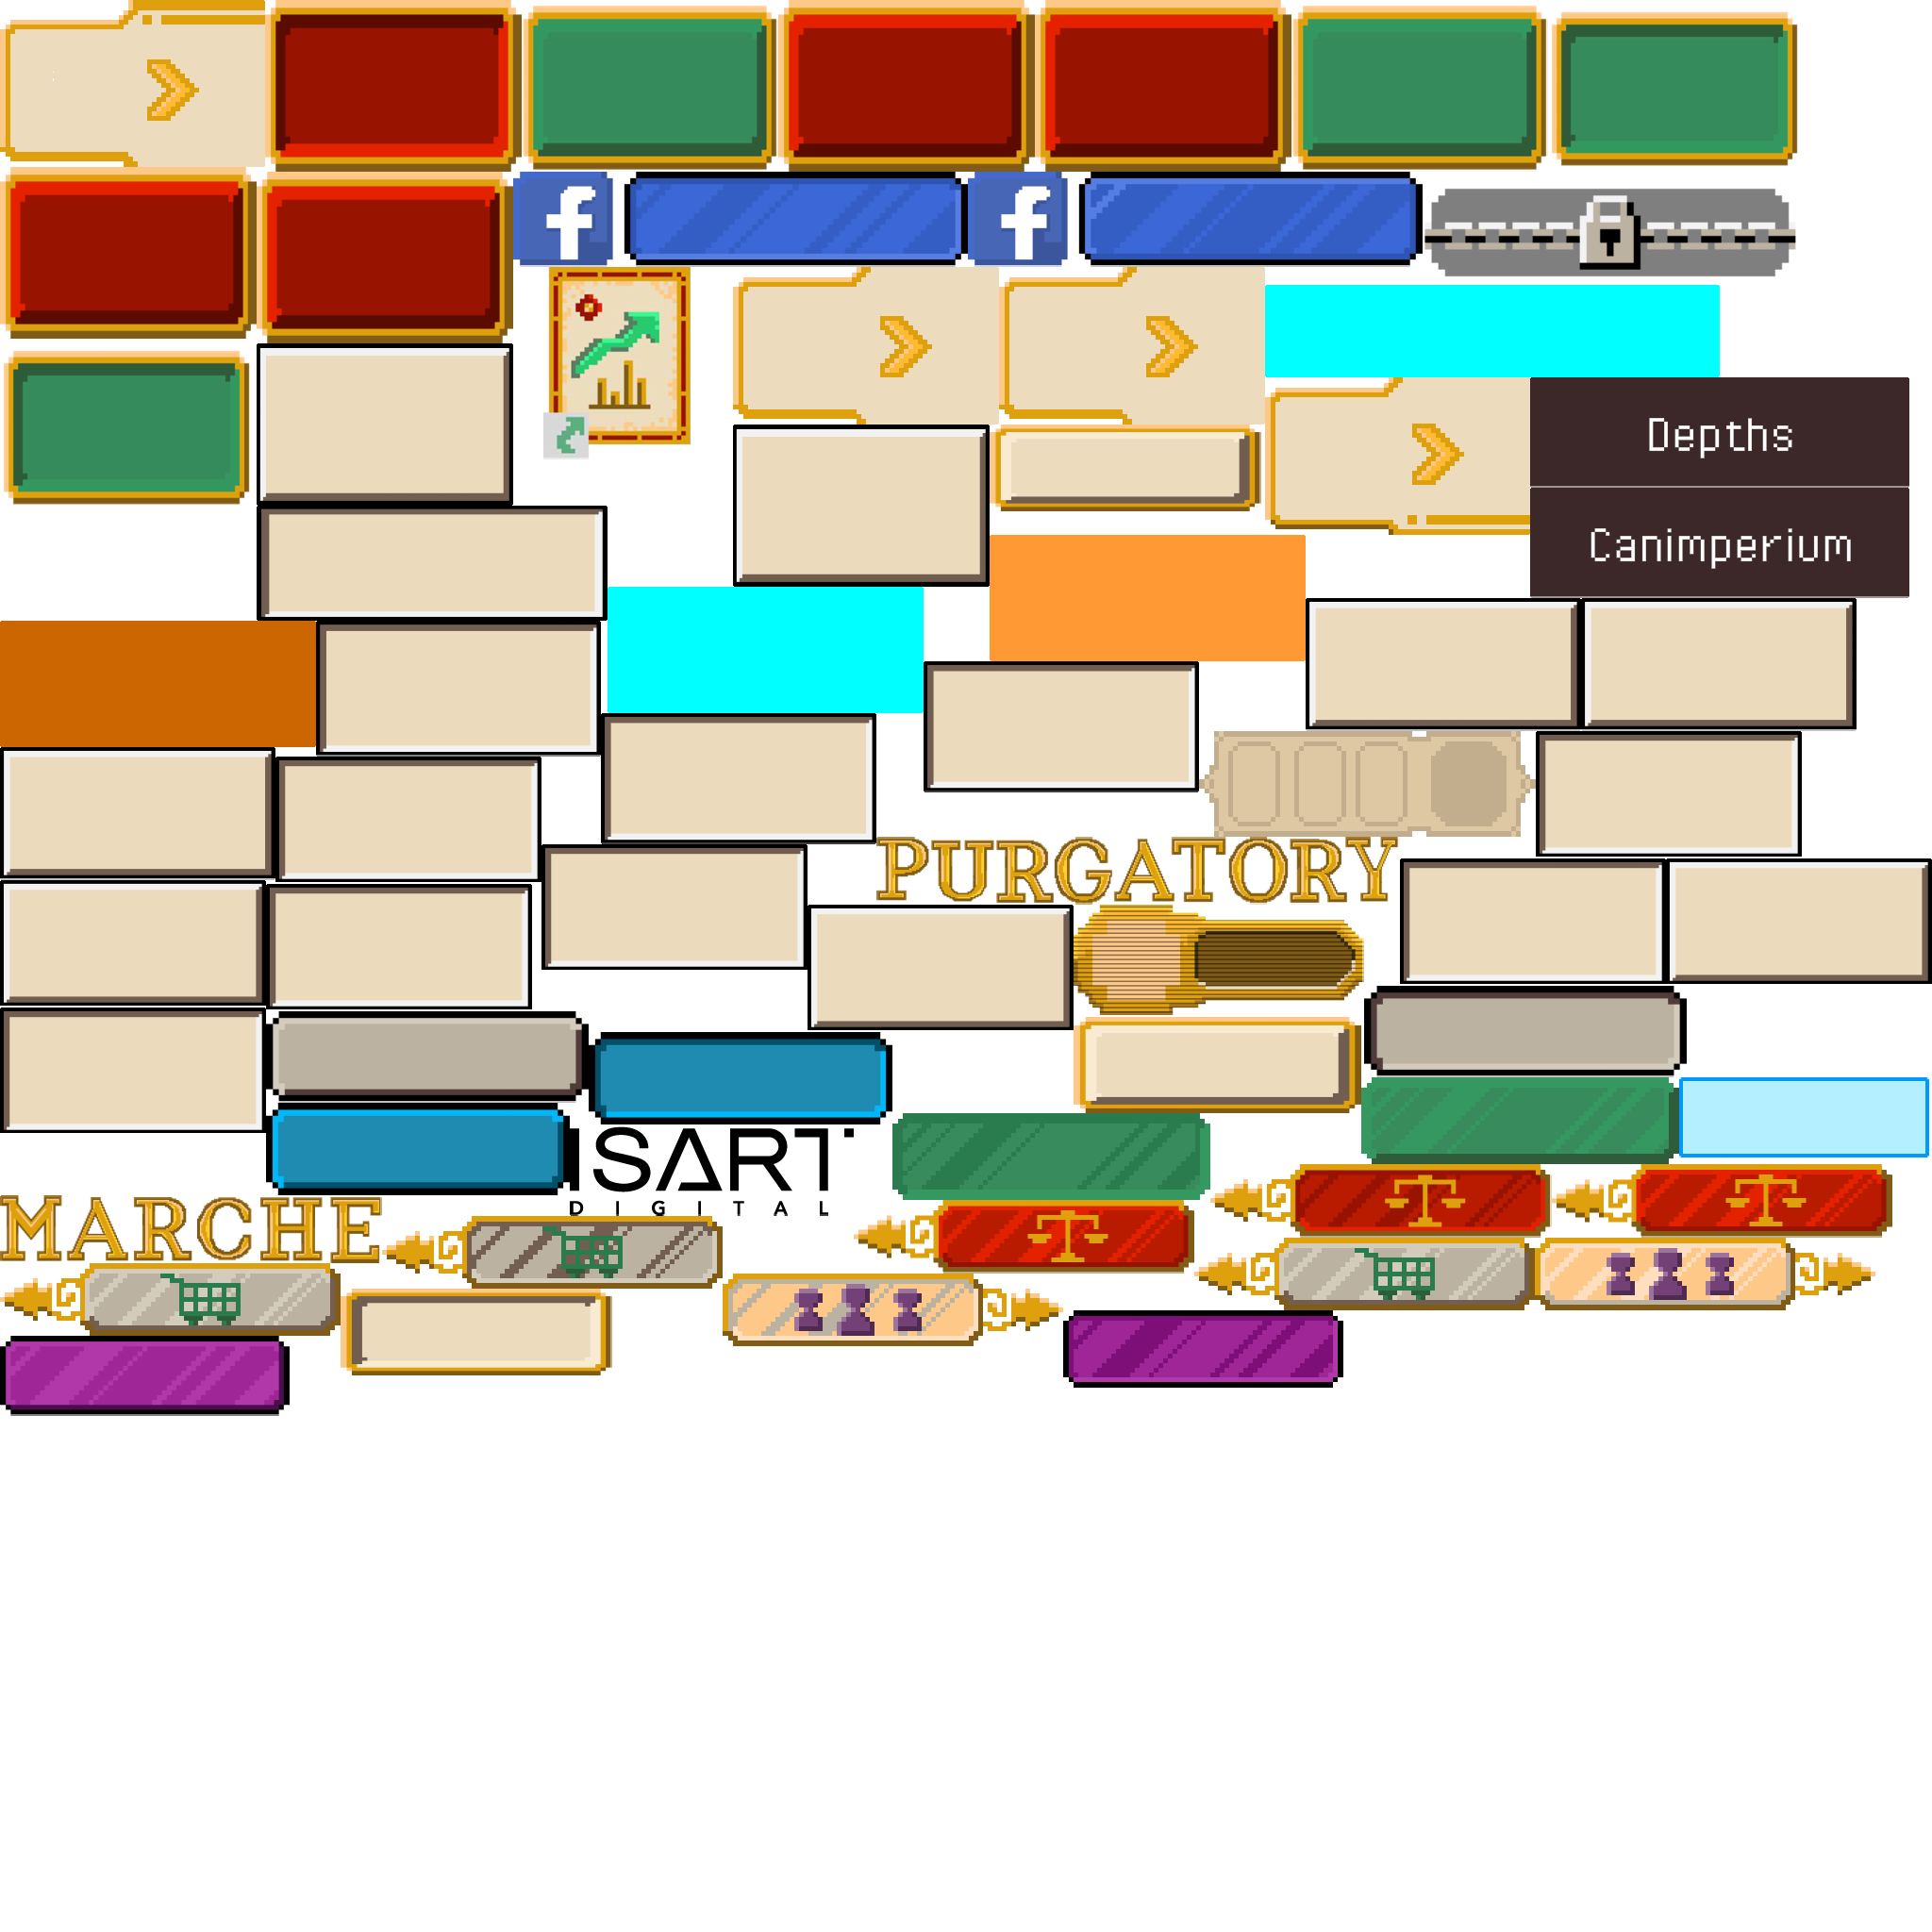 f
f
Depths
Canimperium
PURGATORY
ISART
DIGITAL
MARCHE